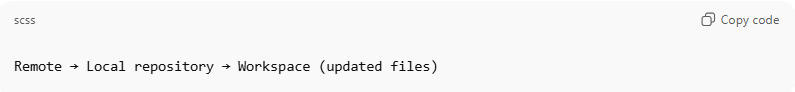 scss
Copy code
Remote → Local repository → Workspace (updated files)